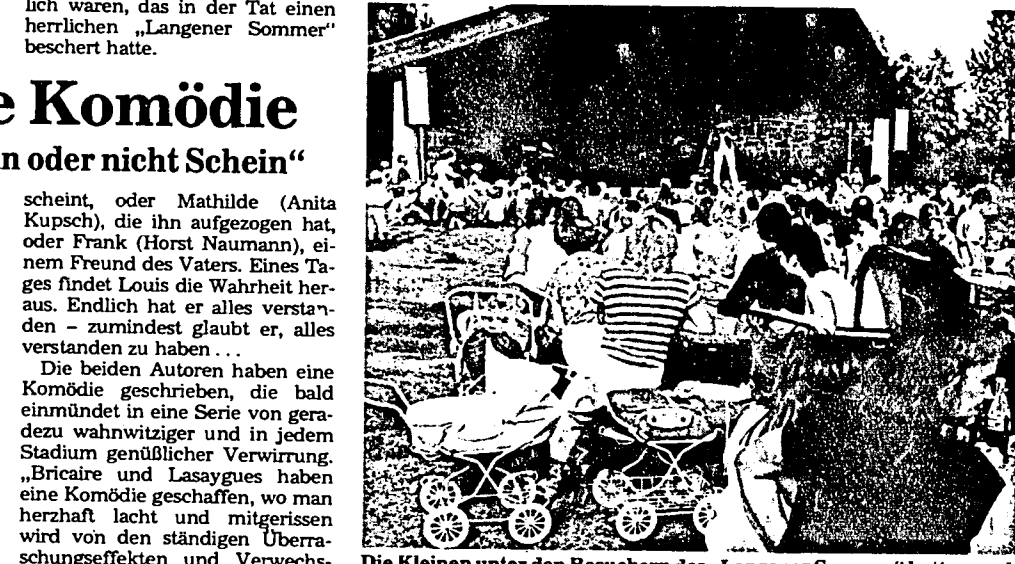 lich waren, das in der Tat einen
herrlichen „Langener Sommer"
beschert hatte.
e Komödie
n oder nicht Schein"
scheint, oder Mathilde (Anita
Kupsch), die ihn aufgezogen hat,
oder Frank (Horst Naumann), ei-
nem Freund des Vaters. Eines Ta-
ges findet Louis die Wahrheit her-
aus. Endlich hat er alles verstan-
den – zumindest glaubt er, alles
verstanden zu haben . . .
Die beiden Autoren haben eine
Komödie geschrieben, die bald
einmündet in eine Serie von gera-
dezu wahnwitziger und in jedem
Stadium genüßlicher Verwirrung.
„Bricaire und Lasaygues haben
eine Komödie geschaffen, wo man
herzhaft lacht und mitgerissen
wird von den ständigen Überra-
schungseffekten und Verwechs-
Die Kleinen unter den Besuchern des